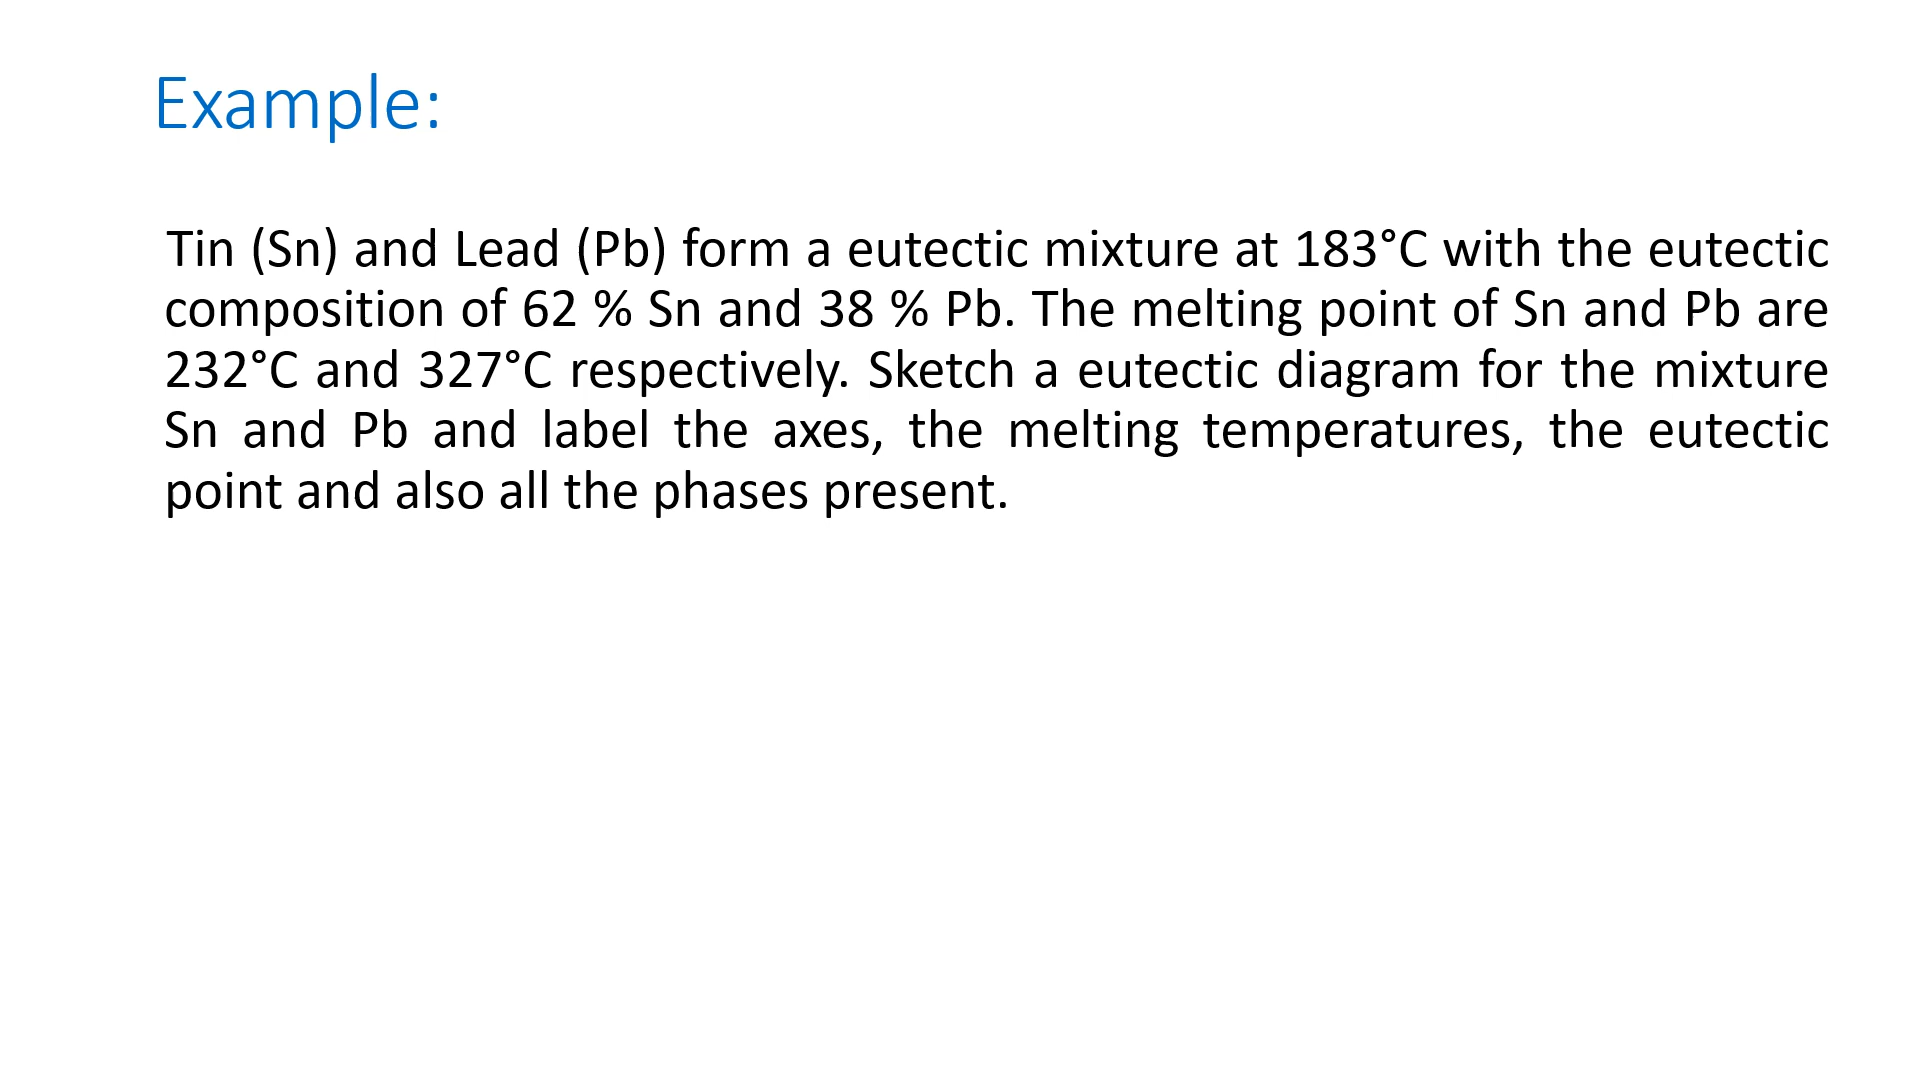 Example:
Tin (Sn) and Lead (Pb) form a eutectic mixture at 183°C with the eutectic
composition of 62 % Sn and 38 % Pb. The melting point of Sn and Pb are
232°C and 327°C respectively. Sketch a eutectic diagram for the mixture
Sn and Pb and label the axes, the melting temperatures, the eutectic
point and also all the phases present.